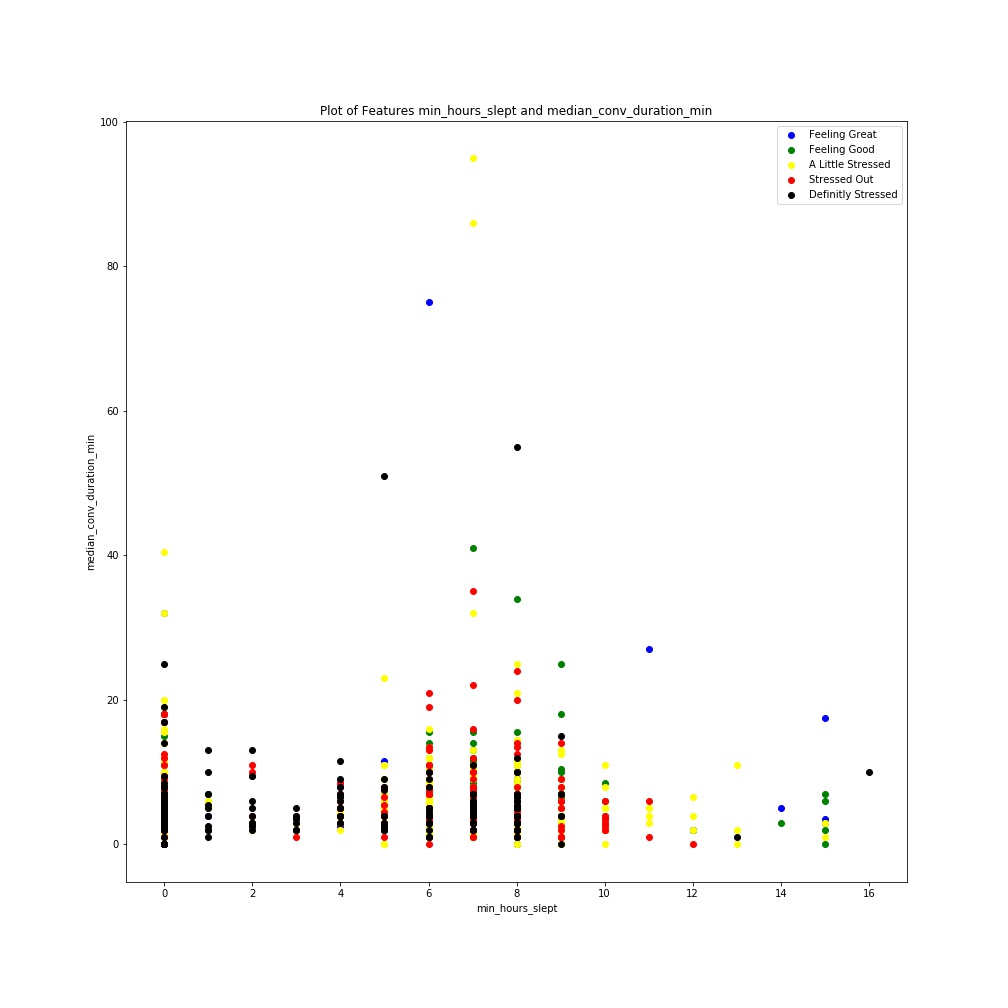 Plot of Features min_hours_slept and median_conv_duration_min
100
80
60
40
20
0
median_conv_duration_min
Feeling Great
Feeling Good
A Little Stressed
Stressed Out
Definitly Stressed
0 2 4 6 8 10 12 14 16
min_hours_slept